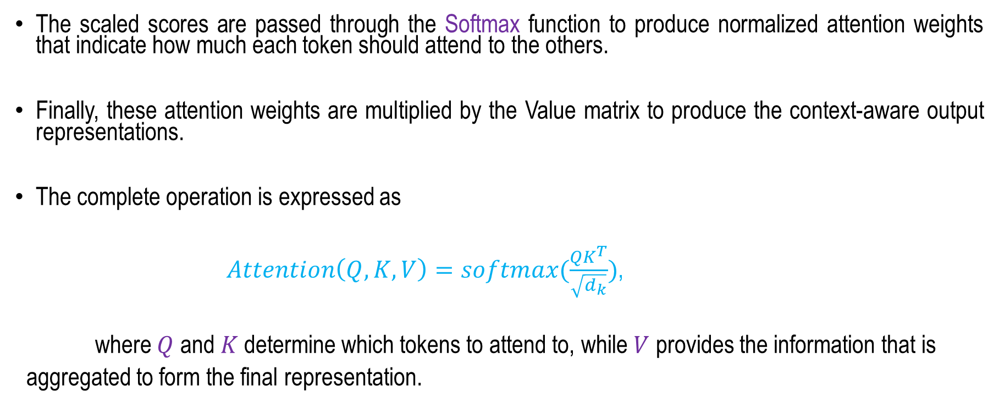 • The scaled scores are passed through the Softmax function to produce normalized attention weights
that indicate how much each token should attend to the others.
• Finally, these attention weights are multiplied by the Value matrix to produce the context-aware output
representations.
• The complete operation is expressed as
Attention(Q, K, V) = softmax(QK^T/√d_k),
where Q and K determine which tokens to attend to, while V provides the information that is
aggregated to form the final representation.